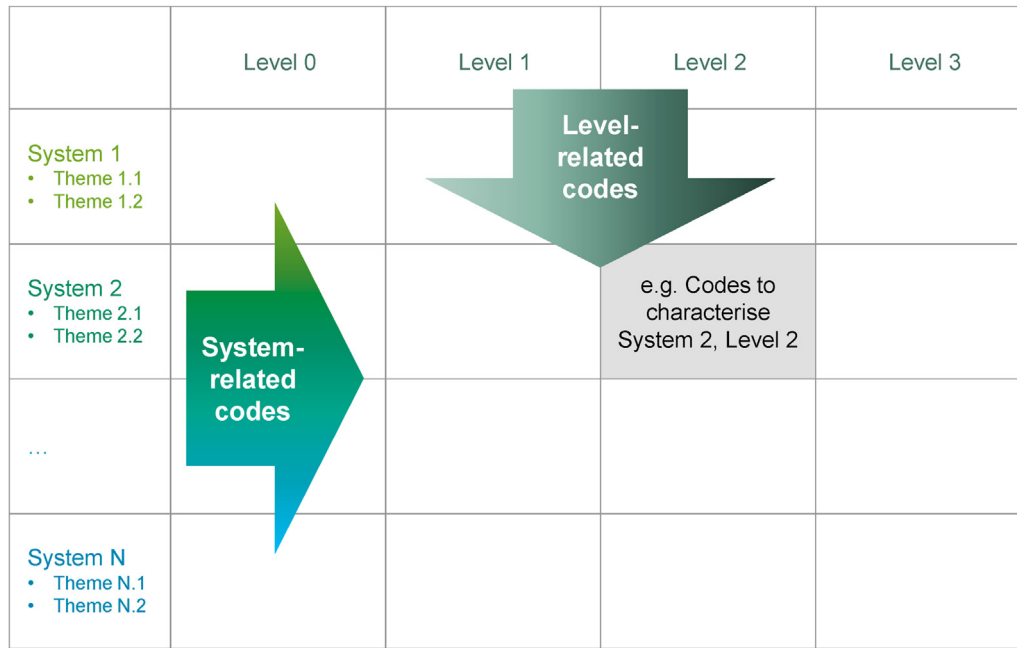 Level 0
Level 1
Level 2
Level 3
Level-
related
codes
System 1
• Theme 1.1
• Theme 1.2
System 2
• Theme 2.1
• Theme 2.2
e.g. Codes to
characterise
System 2, Level 2
System-
related
codes
...
System N
• Theme N.1
• Theme N.2